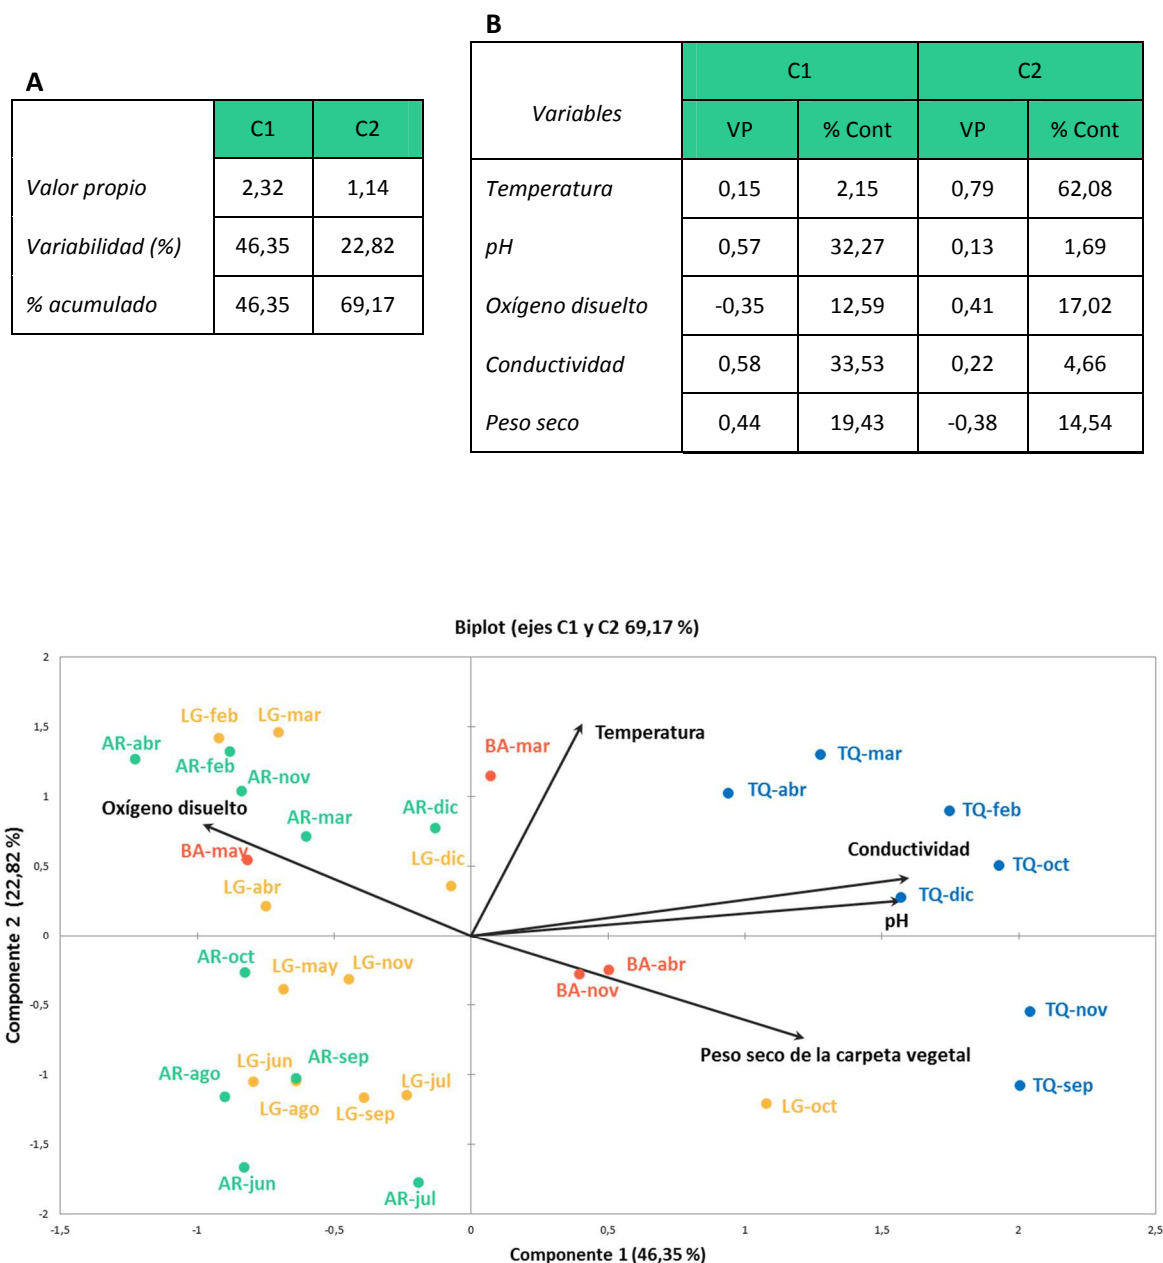 A
C1 C2
Valor propio 2,32 1,14
Variabilidad (%) 46,35 22,82
% acumulado 46,35 69,17
B
Variables C1 C2
VP % Cont VP % Cont
Temperatura 0,15 2,15 0,79 62,08
pH 0,57 32,27 0,13 1,69
Oxígeno disuelto -0,35 12,59 0,41 17,02
Conductividad 0,58 33,53 0,22 4,66
Peso seco 0,44 19,43 -0,38 14,54
Biplot (ejes C1 y C2 69,17 %)
Componente 2 (22,82 %)
2
1,5
1
0,5
0
-0,5
-1
-1,5
-2
LG-feb
LG-mar
AR-abr
AR-feb
AR-nov
Oxígeno disuelto
AR-mar
AR-dic
BA-may
LG-dic
LG-abr
BA-mar
Temperatura
TQ-mar
TQ-abr
TQ-feb
Conductividad
TQ-oct
TQ-dic
pH
AR-oct
LG-may
LG-nov
BA-abr
BA-nov
TQ-nov
Peso seco de la carpeta vegetal
AR-ago
LG-jun
AR-sep
LG-ago
LG-sep
LG-jul
TQ-sep
LG-oct
AR-jun
AR-jul
-1,5 -1 -0,5 0 0,5 1 1,5 2 2,5
Componente 1 (46,35 %)